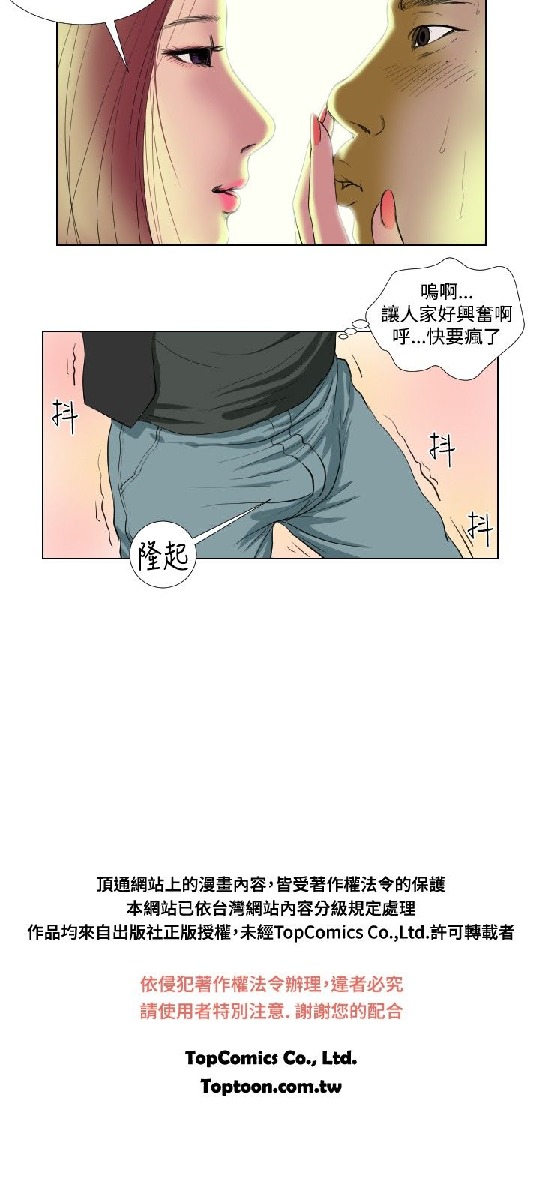 嗚啊...
讓人家好興奮啊
呼...快要瘋了
抖
抖
抖
隆起
頂通網站上的漫畫內容,皆受著作權法令的保護
本網站已依台灣網站內容分級規定處理
作品均來自出版社正版授權,未經TopComics Co.,Ltd.許可轉載者
依侵犯著作權法令辦理,違者必究
請使用者特別注意. 謝謝您的配合
TopComics Co., Ltd.
Toptoon.com.tw